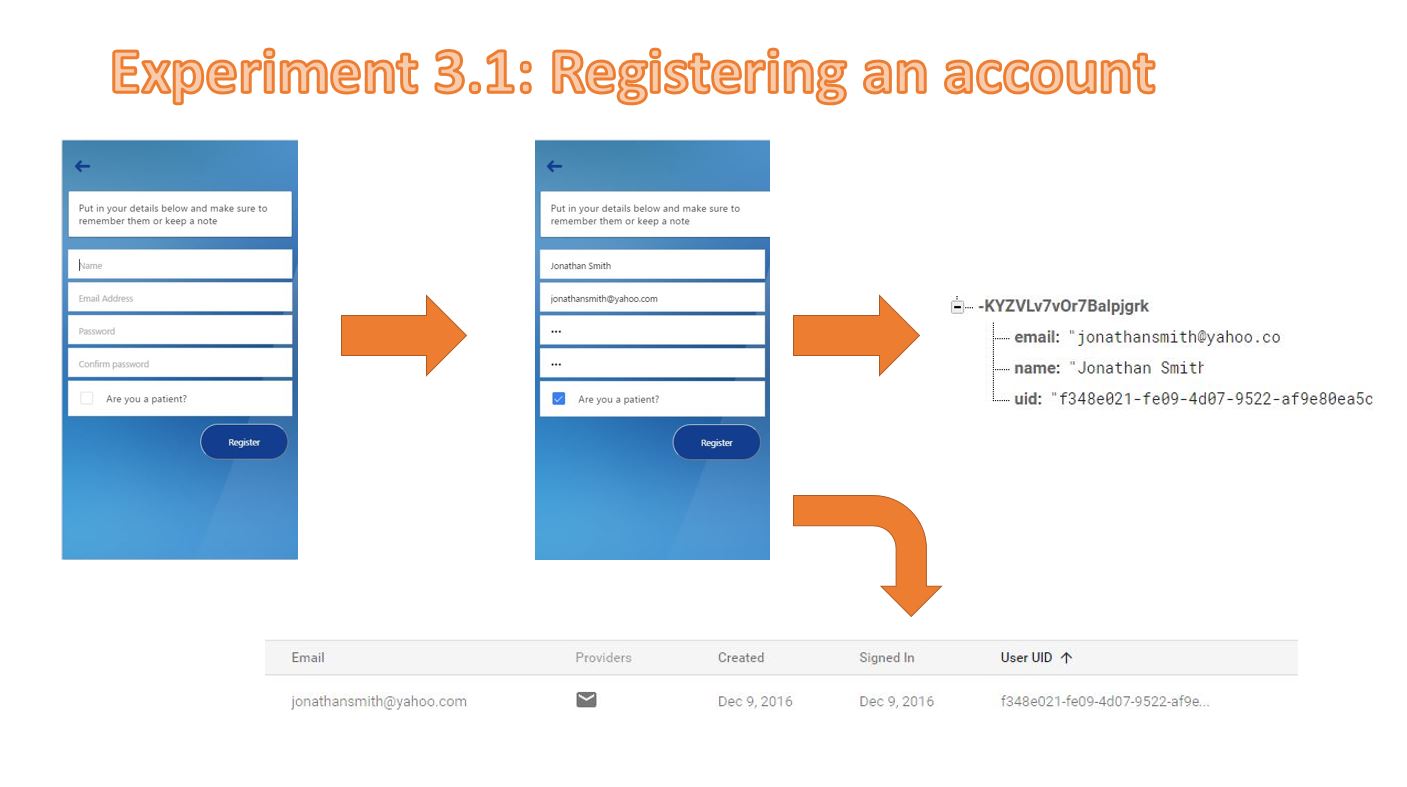 Experiment 3.1: Registering an account
Put in your details below and make sure to
remember them or keep a note
Name
Email Address
Password
Confirm password
Are you a patient?
Register
Put in your details below and make sure to
remember them or keep a note
Jonathan Smith
jonathansmith@yahoo.com
•••
•••
Are you a patient?
Register
-KYZVLv7vOr7Balpjgrk
email: "jonathansmith@yahoo.co
name: "Jonathan Smith
uid: "f348e021-fe09-4d07-9522-af9e80ea5c
Email Providers Created Signed In User UID ↑
jonathansmith@yahoo.com Dec 9, 2016 Dec 9, 2016 f348e021-fe09-4d07-9522-af9e...